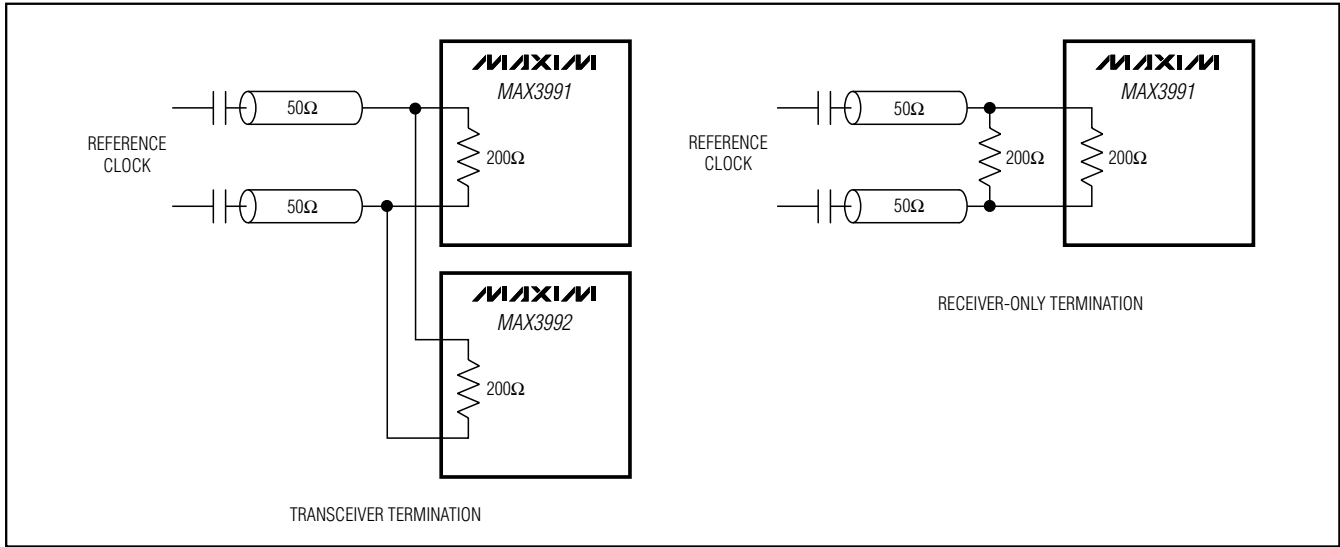 MAXIM
MAX3991
50Ω
REFERENCE
CLOCK
200Ω
50Ω
MAXIM
MAX3992
200Ω
TRANSCEIVER TERMINATION
MAXIM
MAX3991
50Ω
REFERENCE
CLOCK
200Ω
200Ω
50Ω
RECEIVER-ONLY TERMINATION